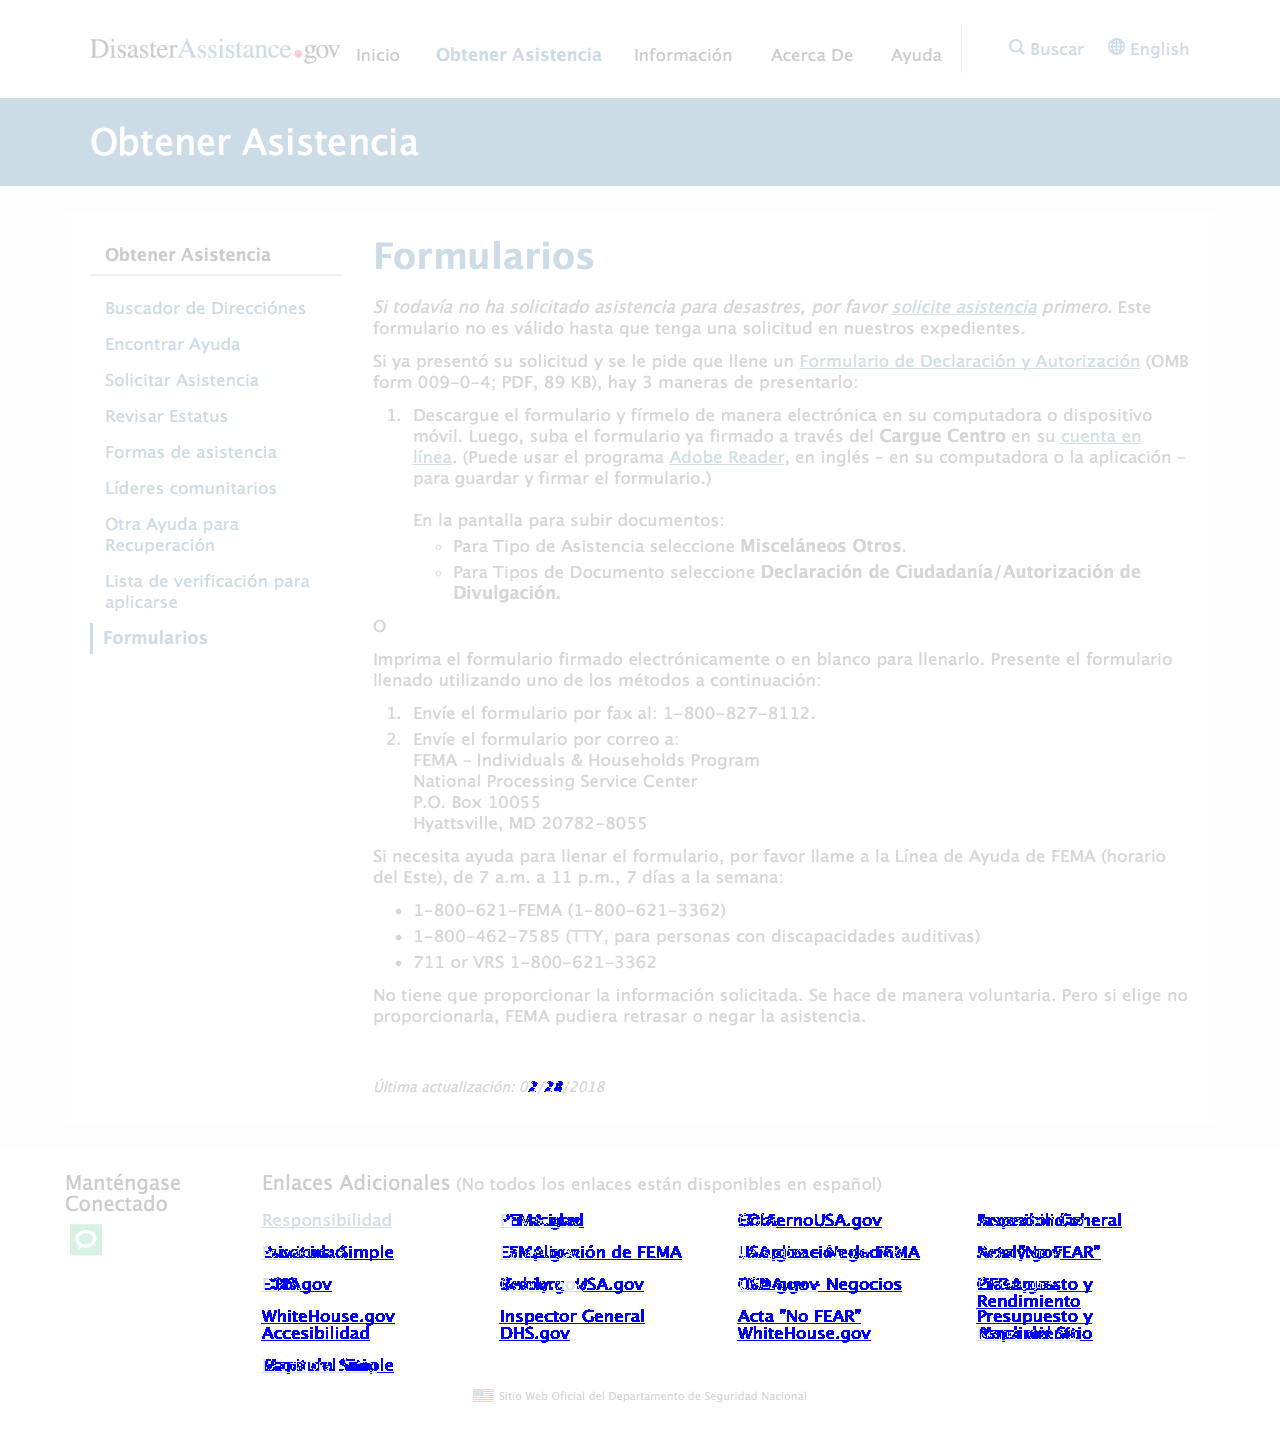 DisasterAssistance.gov
Inicio
Obtener Asistencia
Información
Acerca De
Ayuda
Buscar
English
Obtener Asistencia
Obtener Asistencia
Buscador de Direcciónes
Encontrar Ayuda
Solicitar Asistencia
Revisar Estatus
Formas de asistencia
Líderes comunitarios
Otra Ayuda para
Recuperación
Lista de verificación para
aplicarse
Formularios
Formularios
Si todavía no ha solicitado asistencia para desastres, por favor solicite asistencia primero. Este
formulario no es válido hasta que tenga una solicitud en nuestros expedientes.
Si ya presentó su solicitud y se le pide que llene un Formulario de Declaración y Autorización (OMB
form 009-0-4; PDF, 89 KB), hay 3 maneras de presentarlo:
1. Descargue el formulario y fírmelo de manera electrónica en su computadora o dispositivo
móvil. Luego, suba el formulario ya firmado a través del Cargue Centro en su cuenta en
línea. (Puede usar el programa Adobe Reader, en inglés – en su computadora o la aplicación –
para guardar y firmar el formulario.)
En la pantalla para subir documentos:
Para Tipo de Asistencia seleccione Misceláneos Otros.
Para Tipos de Documento seleccione Declaración de Ciudadanía/Autorización de
Divulgación.
O
Imprima el formulario firmado electrónicamente o en blanco para llenarlo. Presente el formulario
llenado utilizando uno de los métodos a continuación:
1. Envíe el formulario por fax al: 1-800-827-8112.
2. Envíe el formulario por correo a:
FEMA – Individuals & Households Program
National Processing Service Center
P.O. Box 10055
Hyattsville, MD 20782-8055
Si necesita ayuda para llenar el formulario, por favor llame a la Línea de Ayuda de FEMA (horario
del Este), de 7 a.m. a 11 p.m., 7 días a la semana:
1-800-621-FEMA (1-800-621-3362)
1-800-462-7585 (TTY, para personas con discapacidades auditivas)
711 or VRS 1-800-621-3362
No tiene que proporcionar la información solicitada. Se hace de manera voluntaria. Pero si elige no
proporcionarla, FEMA pudiera retrasar o negar la asistencia.
Última actualización: /2018
Manténgase
Conectado
Enlaces Adicionales (No todos los enlaces están disponibles en español)
Responsibilidad
de FEMA
Negocios
Rendimiento
WhiteHouse.gov
Inspector General
Acta "No FEAR"
Presupuesto y
Accesibilidad
DHS.gov
WhiteHouse.gov
Sitio Web Oficial del Departamento de Seguridad Nacional